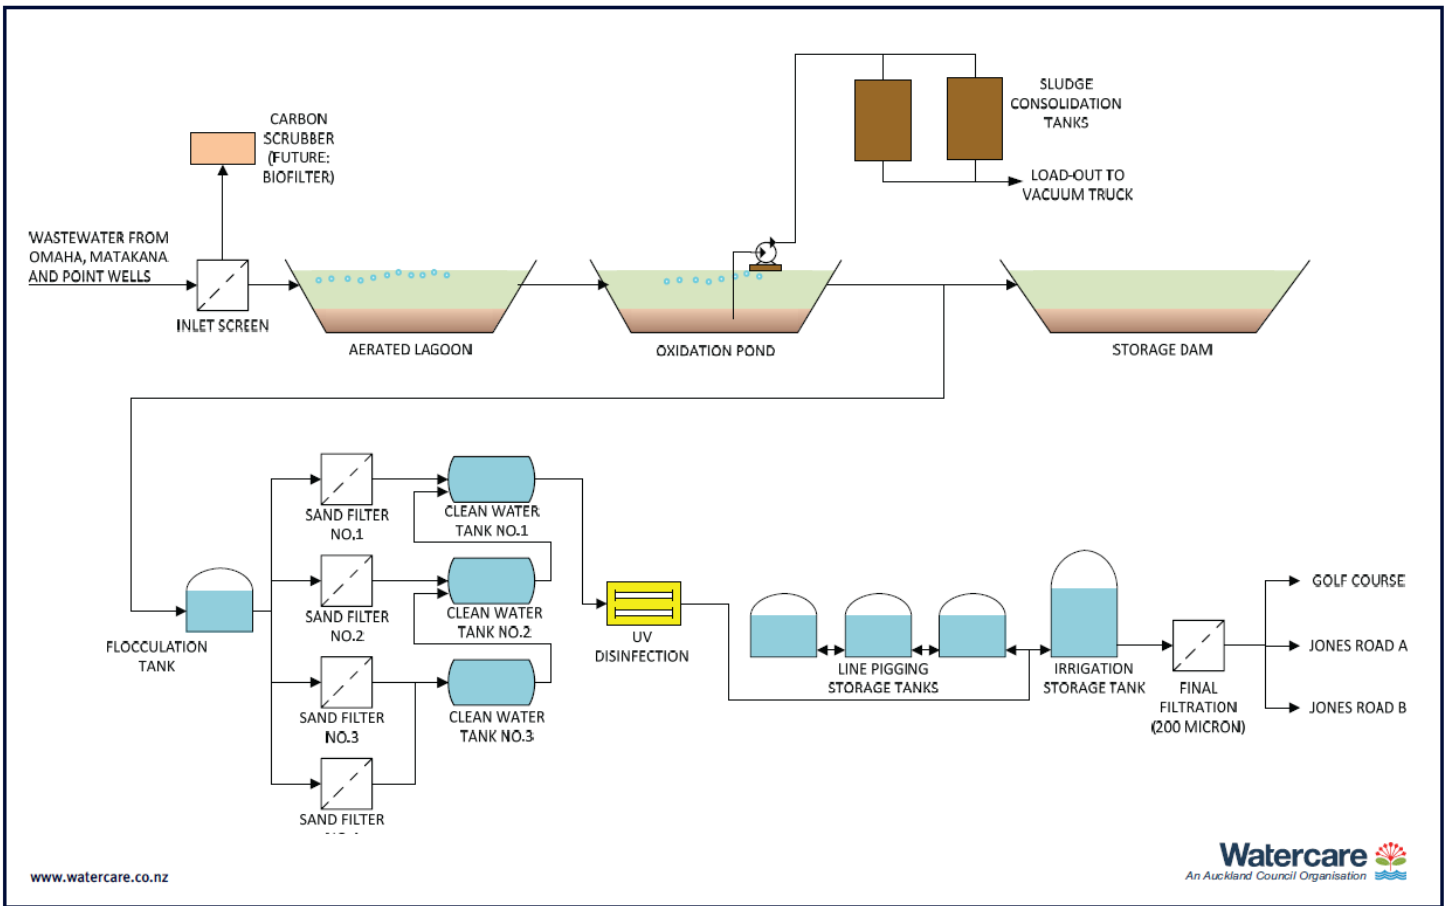 CARBON
SCRUBBER
(FUTURE:
BIOFILTER)
SLUDGE
CONSOLIDATION
TANKS
LOAD-OUT TO
VACUUM TRUCK
WASTEWATER FROM
OMAHA, MATAKANA
AND POINT WELLS
INLET SCREEN
AERATED LAGOON
OXIDATION POND
STORAGE DAM
SAND FILTER
NO.1
CLEAN WATER
TANK NO.1
SAND FILTER
NO.2
CLEAN WATER
TANK NO.2
FLOCCULATION
TANK
SAND FILTER
NO.3
CLEAN WATER
TANK NO.3
SAND FILTER
UV
DISINFECTION
LINE PIGGING
STORAGE TANKS
IRRIGATION
STORAGE TANK
FINAL
FILTRATION
(200 MICRON)
GOLF COURSE
JONES ROAD A
JONES ROAD B
www.watercare.co.nz
Watercare
An Auckland Council Organisation